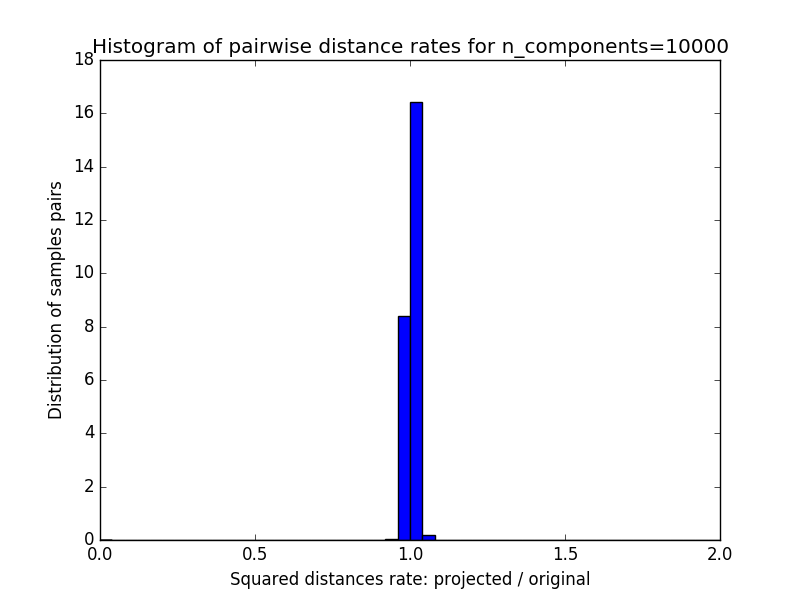 Histogram of pairwise distance rates for n_components=10000
18
16
14
12
10
8
6
4
2
0
Distribution of samples pairs
0.0 0.5 1.0 1.5 2.0
Squared distances rate: projected / original